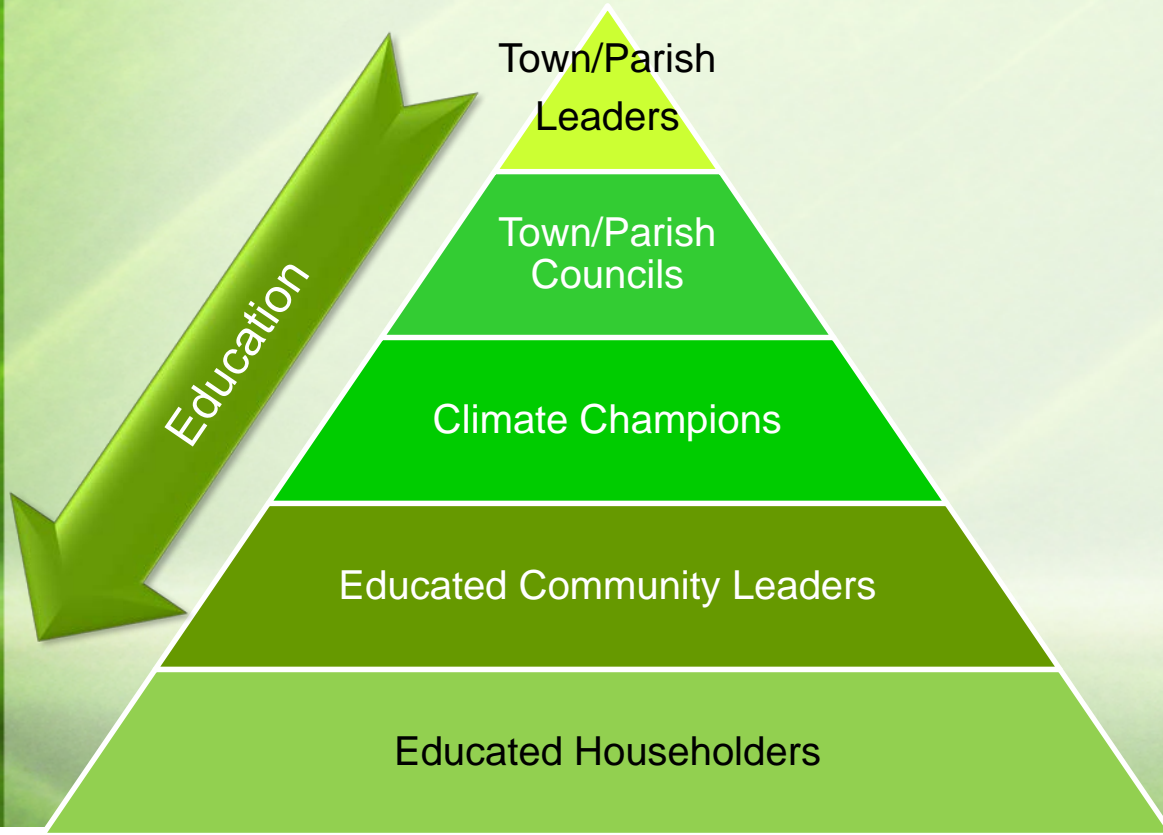 Town/Parish
Leaders
Education
Town/Parish
Councils
Climate Champions
Educated Community Leaders
Educated Householders